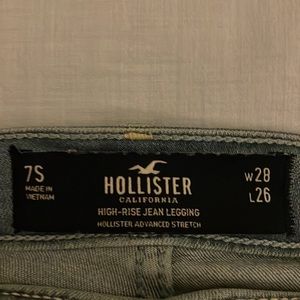 7S
MADE IN
VIETNAM
HOLLISTER
CALIFORNIA
HIGH-RISE JEAN LEGGING
HOLLISTER ADVANCED STRETCH
W28
L26